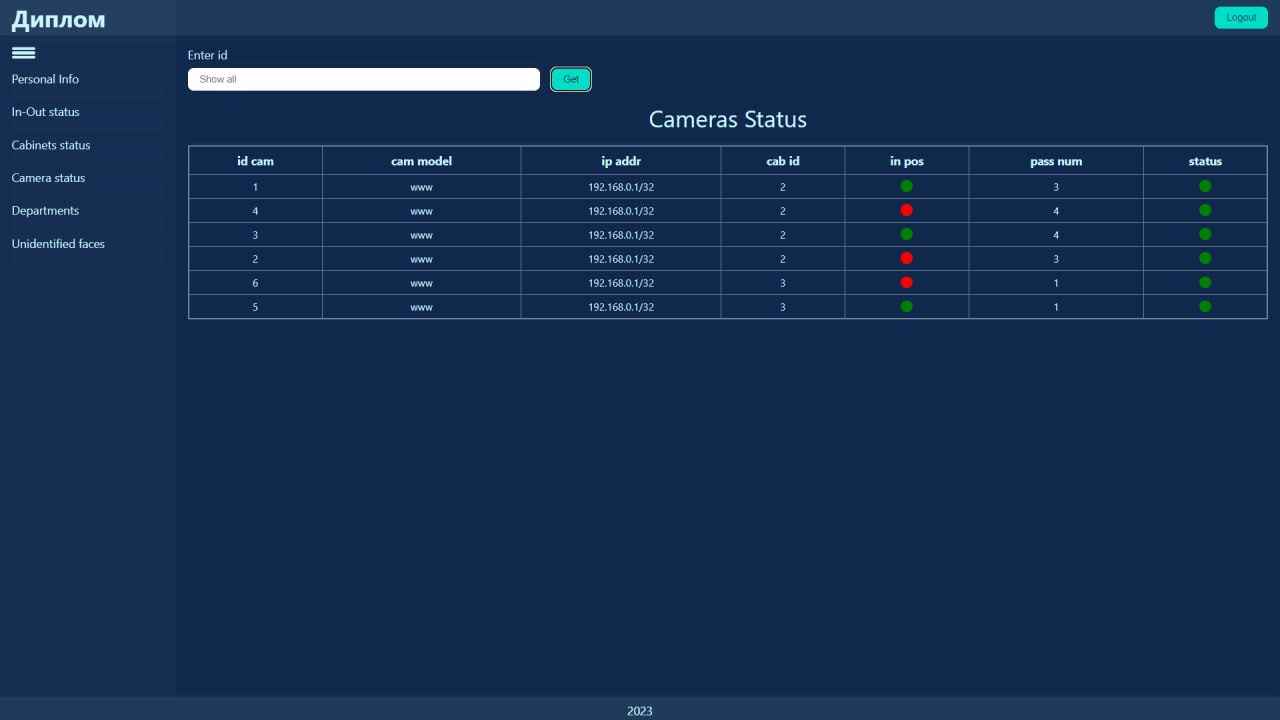 Диплом
Logout
Personal Info
In-Out status
Cabinets status
Camera status
Departments
Unidentified faces
Enter id
Show all Get
Cameras Status
id cam cam model ip addr cab id in pos pass num status
1 www 192.168.0.1/32 2 3
4 www 192.168.0.1/32 2 4
3 www 192.168.0.1/32 2 4
2 www 192.168.0.1/32 2 3
6 www 192.168.0.1/32 3 1
5 www 192.168.0.1/32 3 1
2023